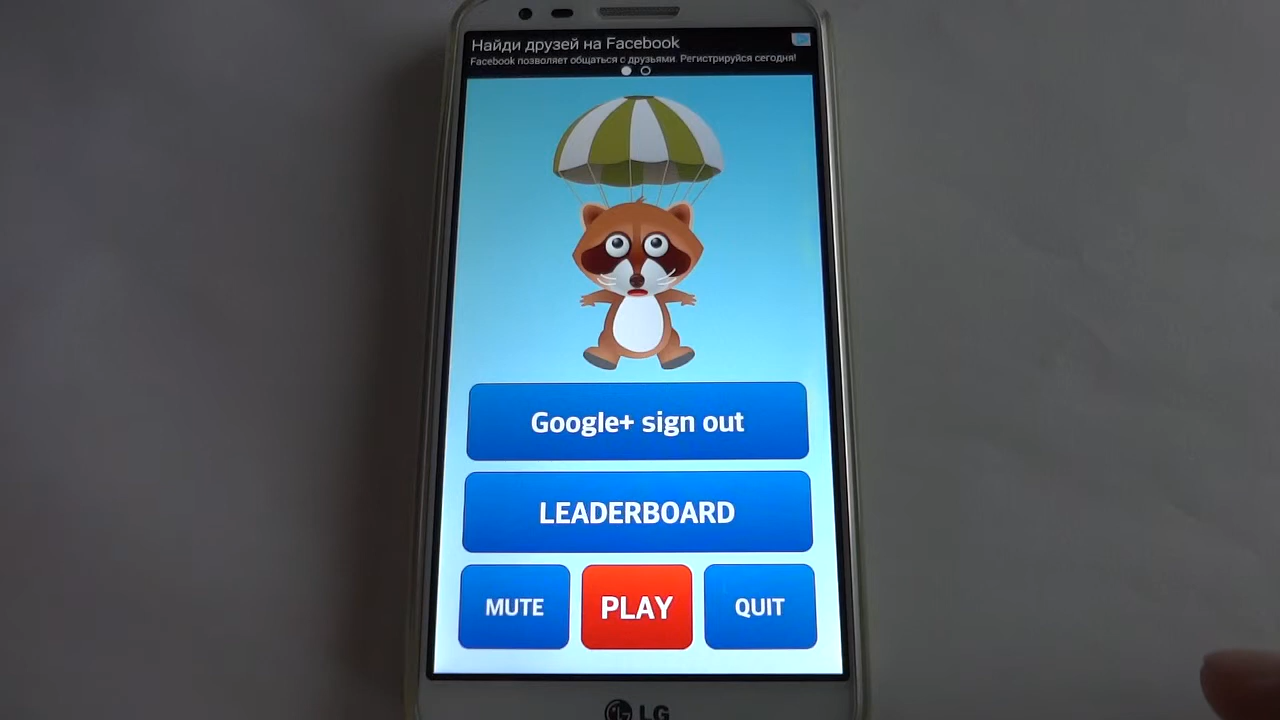 Найди друзей на Facebook
Facebook позволяет общаться с друзьями. Регистрируйся сегодня!
Google+ sign out
LEADERBOARD
MUTE
PLAY
QUIT
LG